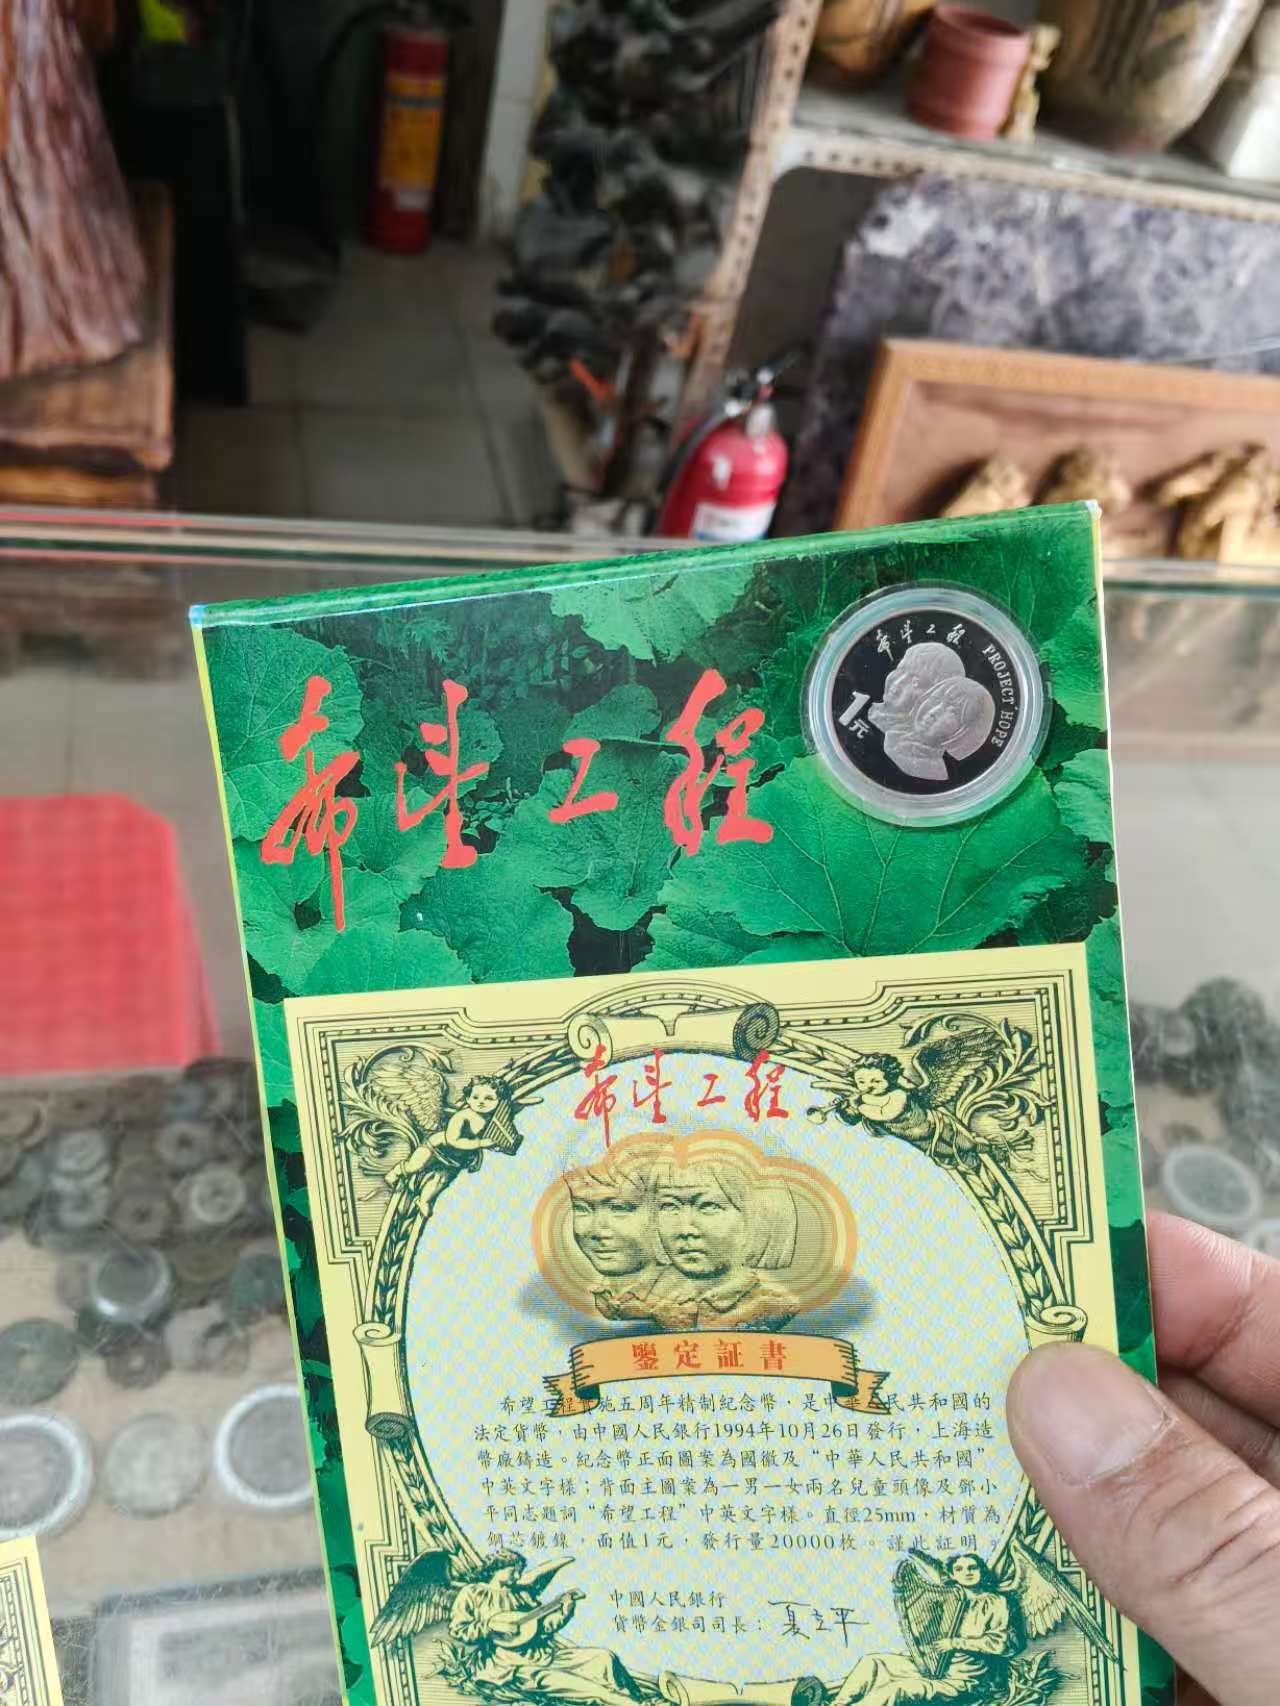 希望工程
希望工程
PROJECT HOPE
1元
希望工程
鑒定証書
希望工程實施五周年精制紀念幣，是中華人民共和國的
法定貨幣，由中國人民銀行1994年10月26日發行，上海造
幣廠鑄造。紀念幣正面圖案為國徽及“中華人民共和國”
中英文字樣；背面主圖案為一男一女兩名兒童頭像及鄧小
平同志題詞“希望工程”中英文字樣。直徑25mm，材質為
鋼芯鍍鎳，面值1元，發行量20000枚。謹此証明。
中國人民銀行
貨幣金銀司司長：夏立平